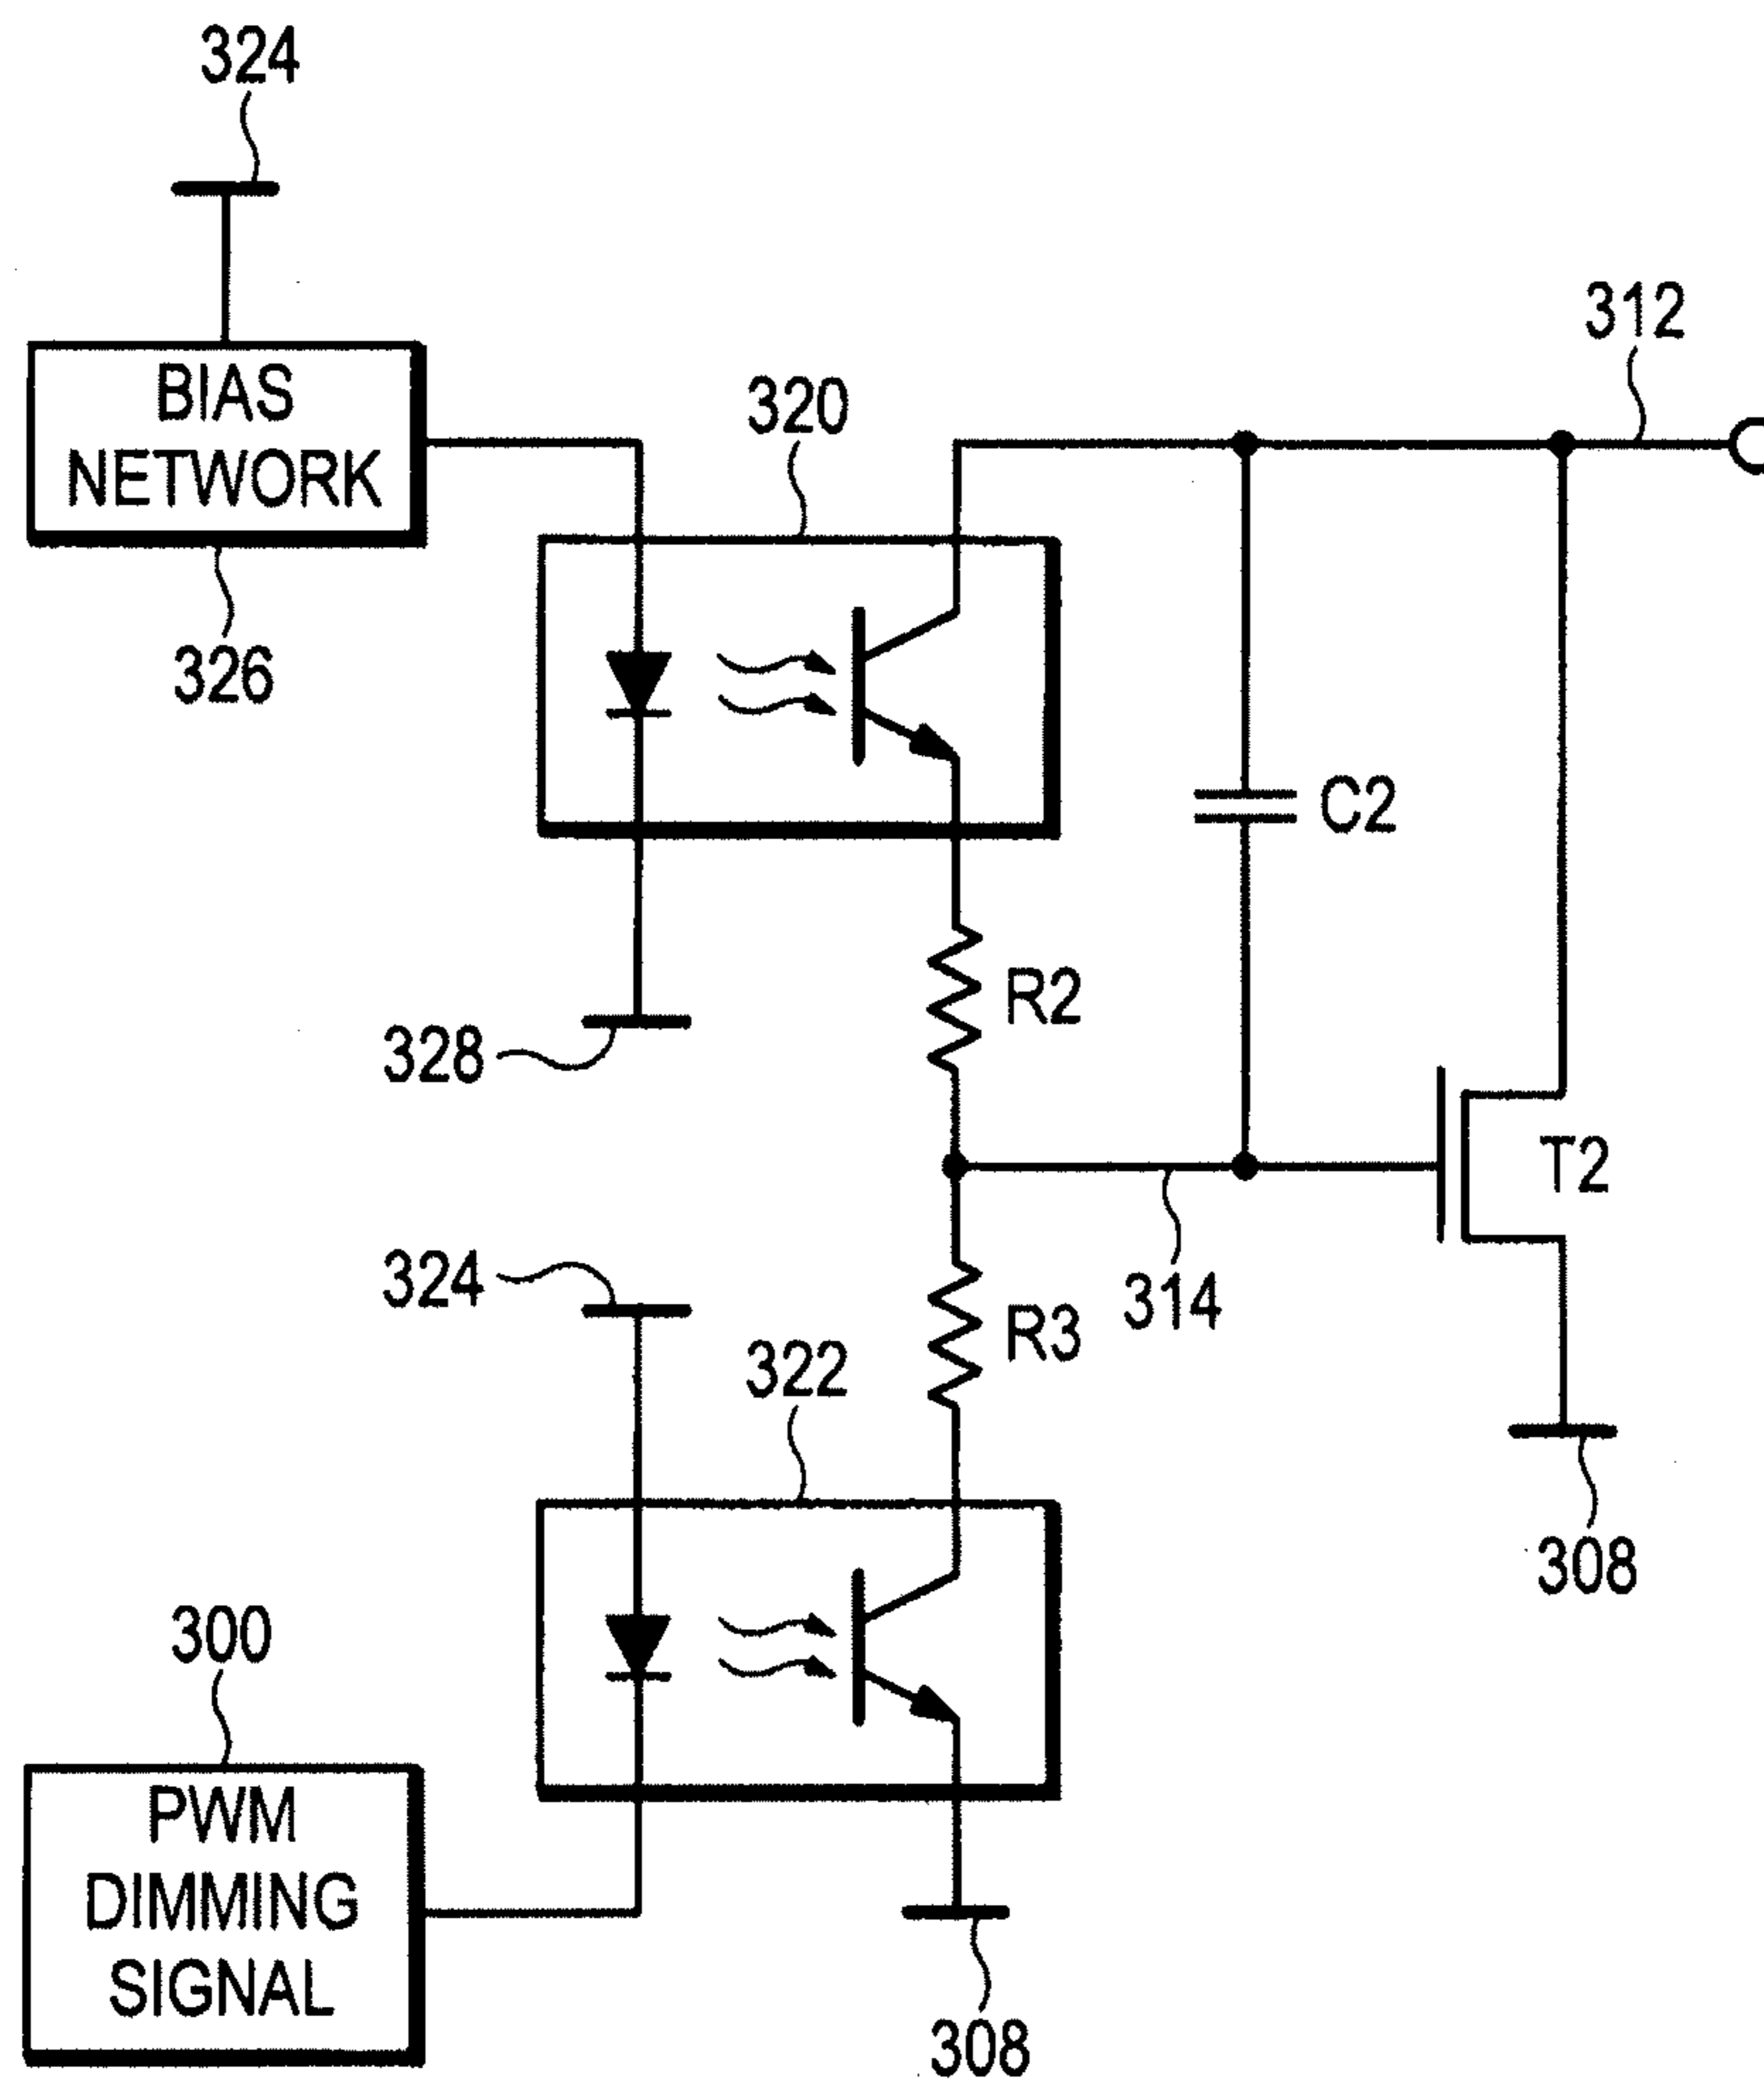 324
312
BIAS
NETWORK
320
326
C2
R2
328
T2
324
314
R3
322
308
300
PWM
DIMMING
SIGNAL
308